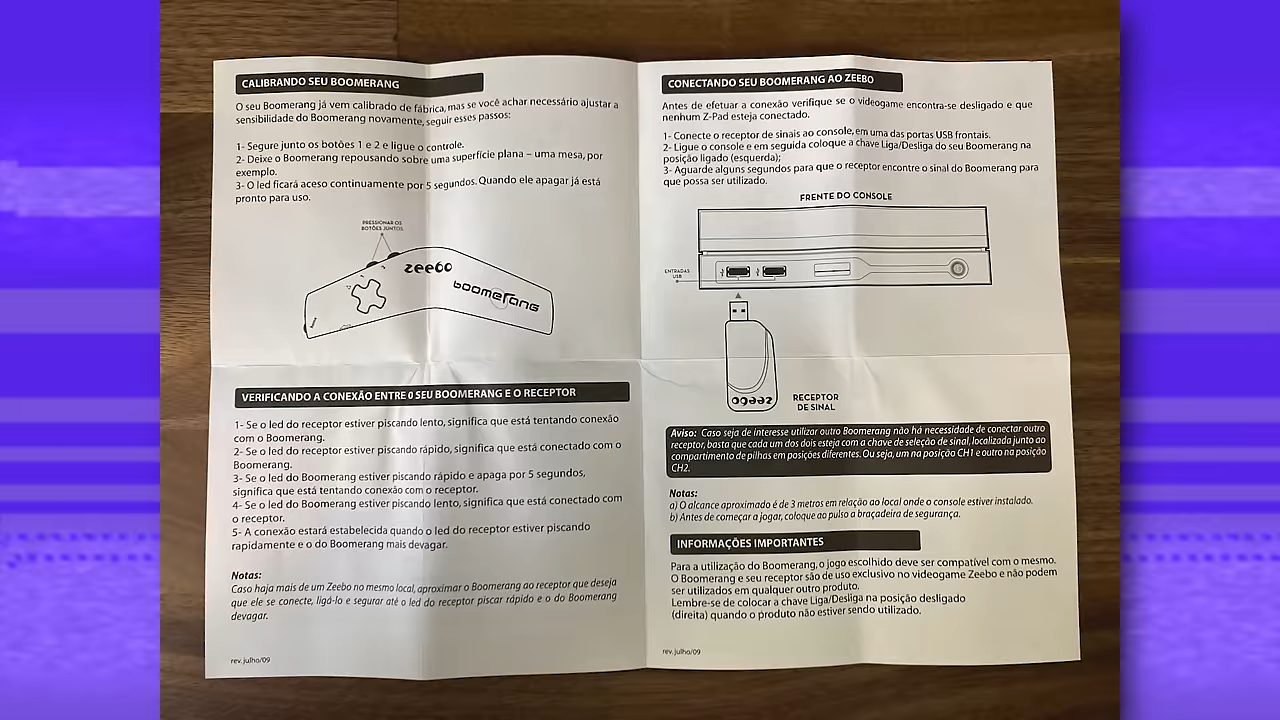 CALIBRANDO SEU BOOMERANG
O seu Boomerang já vem calibrado de fábrica, mas se você achar necessário ajustar a
sensibilidade do Boomerang novamente, seguir esses passos:
1- Segure junto os botões 1 e 2 e ligue o controle.
2- Deixe o Boomerang repousando sobre uma superfície plana – uma mesa, por
exemplo.
3- O led ficará aceso continuamente por 5 segundos. Quando ele apagar já está
pronto para uso.
PRESSIONAR OS
BOTÕES JUNTOS
zeebo
boomerang
VERIFICANDO A CONEXÃO ENTRE 0 SEU BOOMERANG E O RECEPTOR
1- Se o led do receptor estiver piscando lento, significa que está tentando conexão
com o Boomerang.
2- Se o led do receptor estiver piscando rápido, significa que está conectado com o
Boomerang.
3- Se o led do Boomerang estiver piscando rápido e apaga por 5 segundos,
significa que está tentando conexão com o receptor.
4- Se o led do Boomerang estiver piscando lento, significa que está conectado com
o receptor.
5- A conexão estará estabelecida quando o led do receptor estiver piscando
rapidamente e o do Boomerang mais devagar.
Notas:
Caso haja mais de um Zeebo no mesmo local, aproximar o Boomerang ao receptor que deseja
que ele se conecte, ligá-lo e segurar até o led do receptor piscar rápido e o do Boomerang
devagar.
rev. julho/09
CONECTANDO SEU BOOMERANG AO ZEEBO
Antes de efetuar a conexão verifique se o videogame encontra-se desligado e que
nenhum Z-Pad esteja conectado.
1- Conecte o receptor de sinais ao console, em uma das portas USB frontais.
2- Ligue o console e em seguida coloque a chave Liga/Desliga do seu Boomerang na
posição ligado (esquerda);
3- Aguarde alguns segundos para que o receptor encontre o sinal do Boomerang para
que possa ser utilizado.
FRENTE DO CONSOLE
ENTRADAS
USB
zeebo
RECEPTOR
DE SINAL
Aviso: Caso seja de interesse utilizar outro Boomerang não há necessidade de conectar outro
receptor, basta que cada um dos dois esteja com a chave de seleção de sinal, localizada junto ao
compartimento de pilhas em posições diferentes. Ou seja, um na posição CH1 e outro na posição
CH2.
Notas:
a) O alcance aproximado é de 3 metros em relação ao local onde o console estiver instalado.
b) Antes de começar a jogar, coloque ao pulso a braçadeira de segurança.
INFORMAÇÕES IMPORTANTES
Para a utilização do Boomerang, o jogo escolhido deve ser compatível com o mesmo.
O Boomerang e seu receptor são de uso exclusivo no videogame Zeebo e não podem
ser utilizados em qualquer outro produto.
Lembre-se de colocar a chave Liga/Desliga na posição desligado
(direita) quando o produto não estiver sendo utilizado.
rev. julho/09